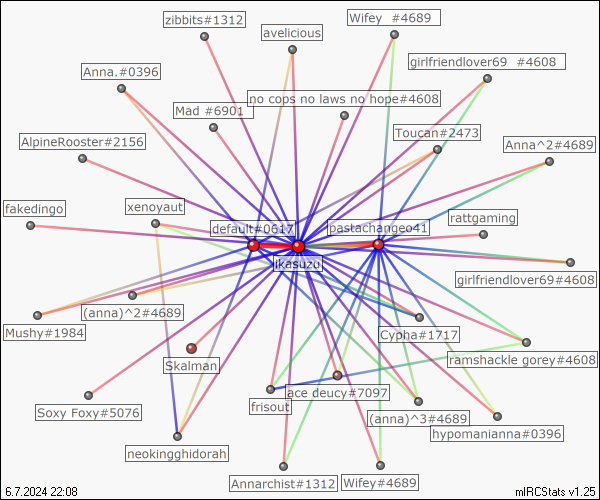 zibbits#1312
Wifey  #4689
avelicious
girlfriendlover69  #4608
Anna.#0396
no cops no laws no hope#4608
Mad #6901
Toucan#2473
AlpineRooster#2156
Anna^2#4689
fakedingo
xenoyaut
default#0617
pastachangeo41
rattgaming
jkasuzu
girlfriendlover69#4608
(anna)^2#4689
Mushy#1984
Cypha#1717
Skalman
ramshackle gorey#4608
ace deucy#7097
Soxy Foxy#5076
frisout
(anna)^3#4689
hypomanianna#0396
neokingghidorah
Annarchist#1312
Wifey#4689
6.7.2024 22:08
mIRCStats v1.25